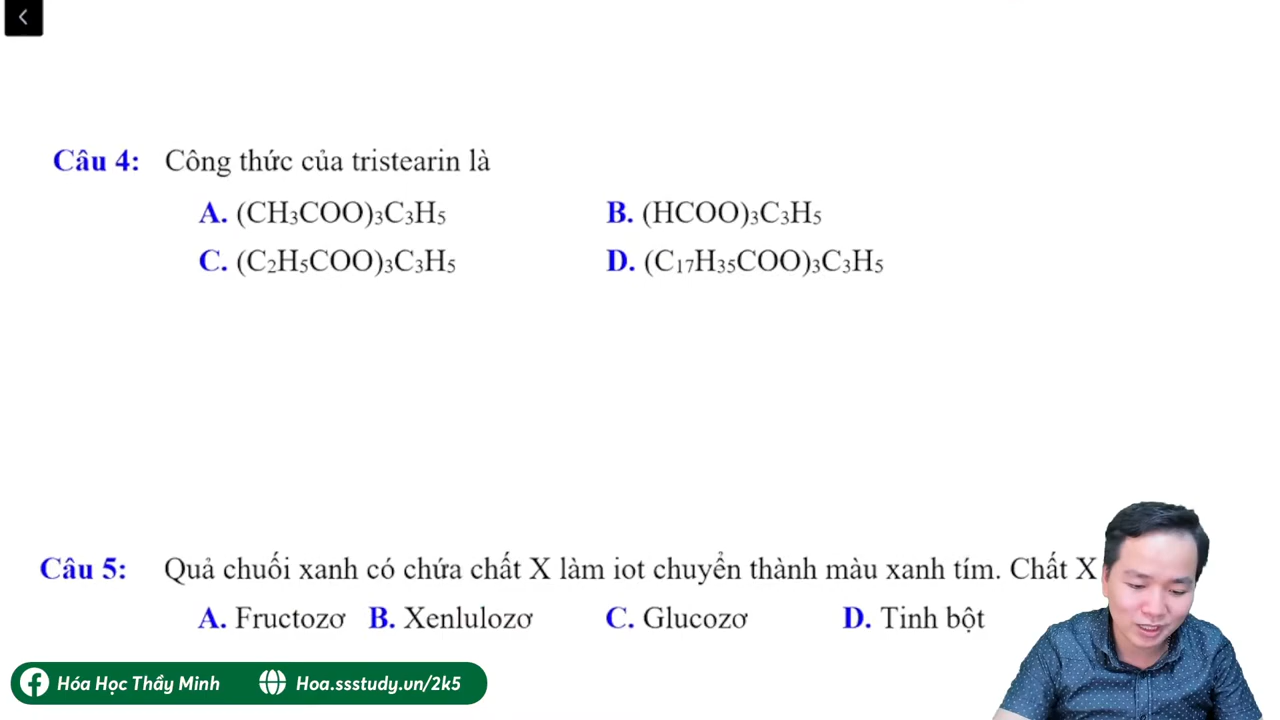 Câu 4: Công thức của tristearin là
A. (CH₃COO)₃C₃H₅ B. (HCOO)₃C₃H₅
C. (C₂H₅COO)₃C₃H₅ D. (C₁₇H₃₅COO)₃C₃H₅
Câu 5: Quả chuối xanh có chứa chất X làm iot chuyển thành màu xanh tím. Chất X
A. Fructozơ B. Xenlulozơ C. Glucozơ D. Tinh bột
Hóa Học Thầy Minh Hoa.ssstudy.vn/2k5